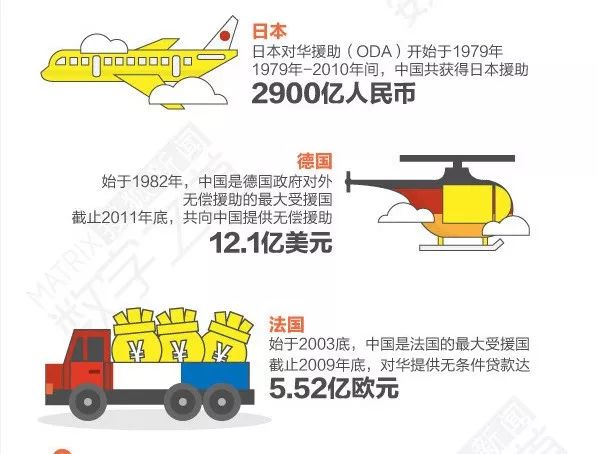 日本
日本对华援助（ODA）开始于1979年
1979年-2010年间，中国共获得日本援助
2900亿人民币
德国
始于1982年，中国是德国政府对外
无偿援助的最大受援国
截止2011年底，共向中国提供无偿援助
12.1亿美元
¥ ¥ ¥
法国
始于2003底，中国是法国的最大受援国
截止2009年底，对华提供无条件贷款达
5.52亿欧元
MATRIX
数字之道
新闻